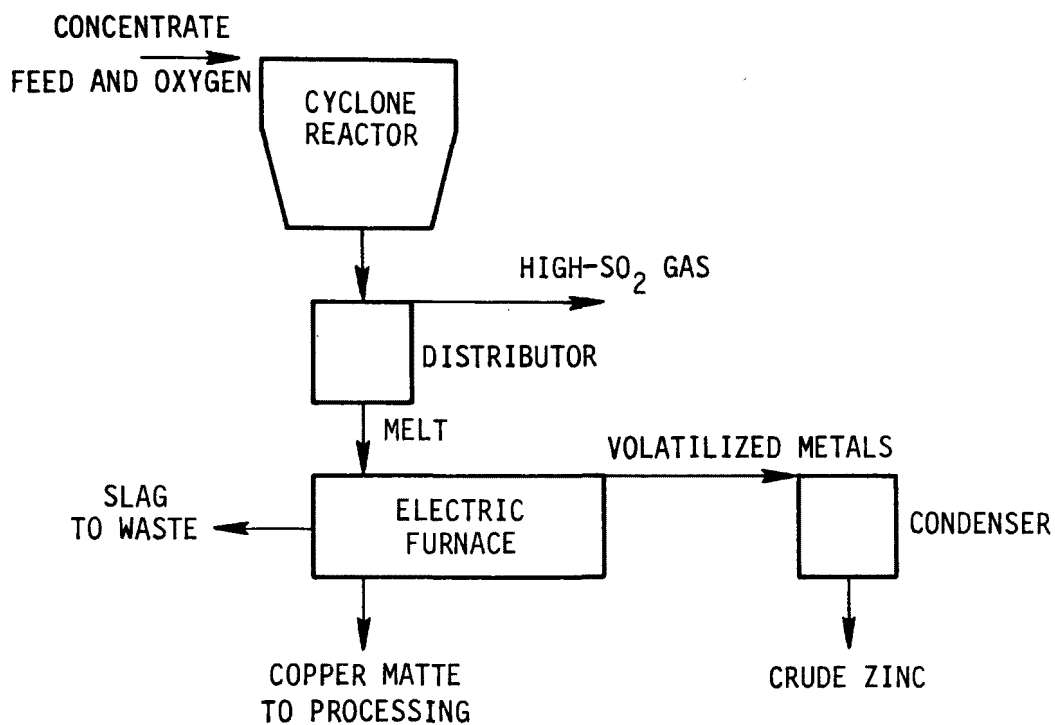 CONCENTRATE
FEED AND OXYGEN
CYCLONE
REACTOR
HIGH-SO₂ GAS
DISTRIBUTOR
MELT
VOLATILIZED METALS
SLAG
TO WASTE
ELECTRIC
FURNACE
CONDENSER
COPPER MATTE
TO PROCESSING
CRUDE ZINC